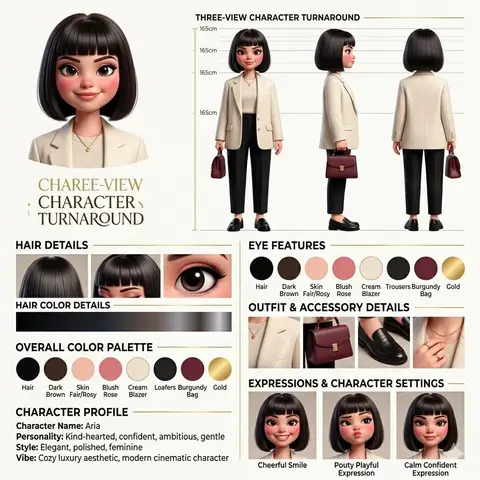 THREE-VIEW CHARACTER TURNAROUND
165cm
165cm
165cm
165cm
CHAREE-VIEW
CHARACTER
TURNAROUND
HAIR DETAILS
HAIR COLOR DETAILS
OVERALL COLOR PALETTE
Hair
Dark Brown
Skin Fair/Rosy
Blush Rose
Cream Blazer
Loafers
Burgundy Bag
Gold
CHARACTER PROFILE
Character Name: Aria
Personality: Kind-hearted, confident, ambitious, gentle
Style: Elegant, polished, feminine
Vibe: Cozy luxury aesthetic, modern cinematic character
EYE FEATURES
Hair
Dark Brown
Skin Fair/Rosy
Blush Rose
Cream Blazer
Trousers
Burgundy Bag
Gold
OUTFIT & ACCESSORY DETAILS
EXPRESSIONS & CHARACTER SETTINGS
Cheerful Smile
Pouty Playful Expression
Calm Confident Expression